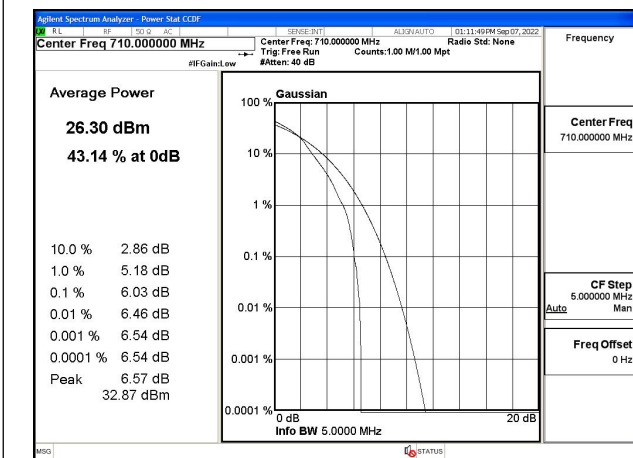 Agilent Spectrum Analyzer - Power Stat CCDF
LXI RL RF 50 Ω AC SENSE:INT ALIGN AUTO 01:11:49 PM Sep 07, 2022
Center Freq 710.000000 MHz
Center Freq: 710.000000 MHz Radio Std: None
Trig: Free Run Counts:1.00 M/1.00 Mpt
#IFGain:Low #Atten: 40 dB
Frequency
Average Power
26.30 dBm
43.14 % at 0dB
10.0 % 2.86 dB
1.0 % 5.18 dB
0.1 % 6.03 dB
0.01 % 6.46 dB
0.001 % 6.54 dB
0.0001 % 6.54 dB
Peak 6.57 dB
32.87 dBm
Gaussian
100 %
10 %
1 %
0.1 %
0.01 %
0.001 %
0.0001 %
0 dB 20 dB
Info BW 5.0000 MHz
Center Freq
710.000000 MHz
CF Step
5.000000 MHz
Auto Man
Freq Offset
0 Hz
MSG STATUS